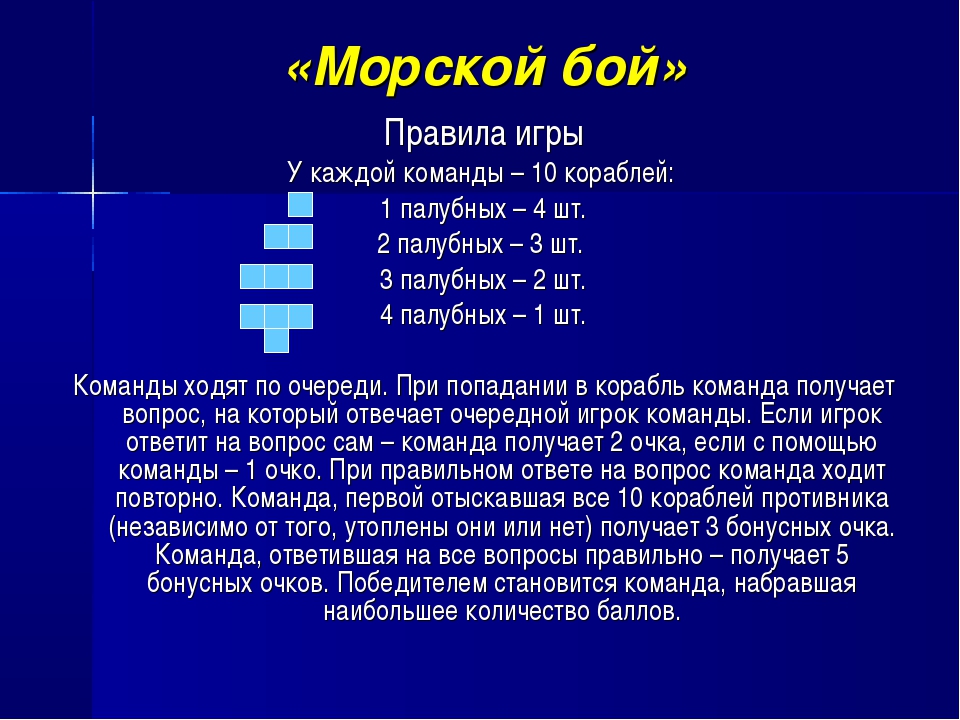 «Морской бой»
Правила игры
У каждой команды – 10 кораблей:
1 палубных – 4 шт.
2 палубных – 3 шт.
3 палубных – 2 шт.
4 палубных – 1 шт.
Команды ходят по очереди. При попадании в корабль команда получает
вопрос, на который отвечает очередной игрок команды. Если игрок
ответит на вопрос сам – команда получает 2 очка, если с помощью
команды – 1 очко. При правильном ответе на вопрос команда ходит
повторно. Команда, первой отыскавшая все 10 кораблей противника
(независимо от того, утоплены они или нет) получает 3 бонусных очка.
Команда, ответившая на все вопросы правильно – получает 5
бонусных очков. Победителем становится команда, набравшая
наибольшее количество баллов.